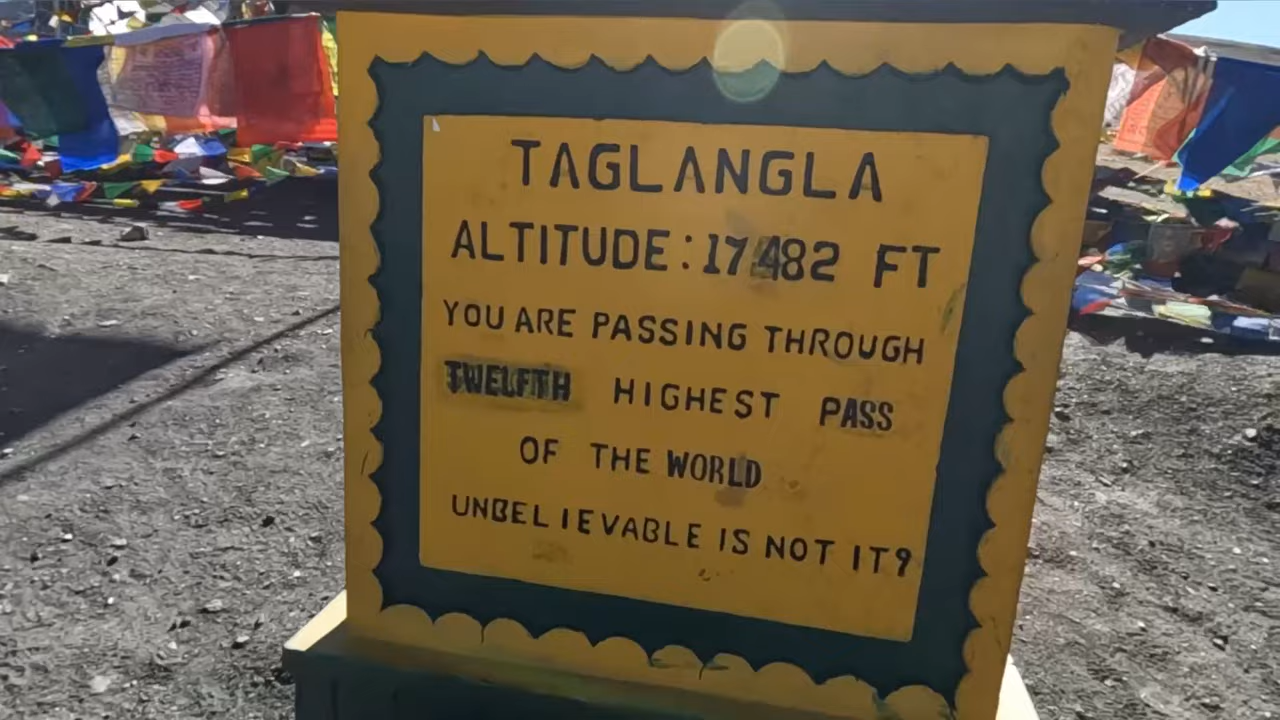 TAGLANGLA
ALTITUDE : 17482 FT
YOU ARE PASSING THROUGH
TWELFTH HIGHEST PASS
OF THE WORLD
UNBELIEVABLE IS NOT IT?